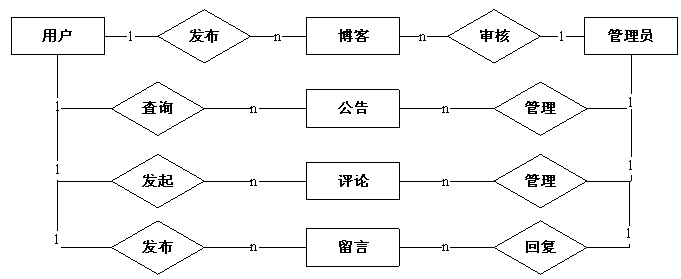 用户 1 发布 n 博客 n 审核 1 管理员
1 查询 n 公告 n 管理 1
1 发起 n 评论 n 管理 1
1 发布 n 留言 n 回复 1